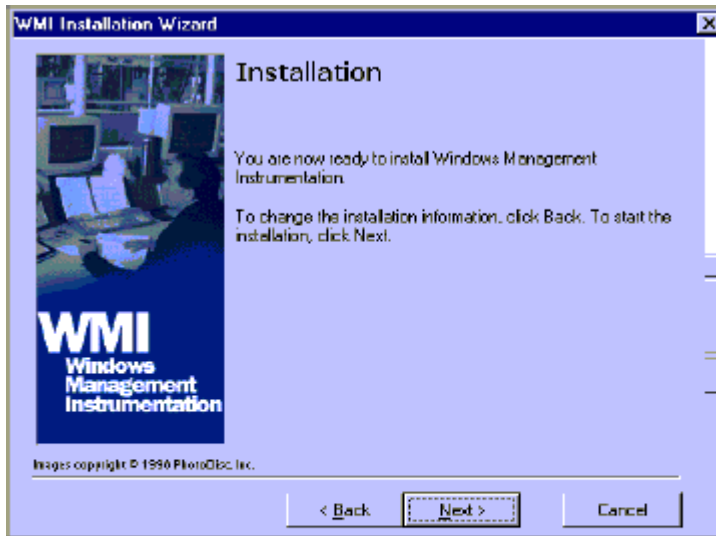 WMI Installation Wizard
Installation
You are now ready to install Windows Management
Instrumentation.
To change the installation information, click Back. To start the
installation, click Next.
WMI
Windows
Management
Instrumentation
Images copyright © 1998 PhotoDisc, Inc.
< Back
Next >
Cancel